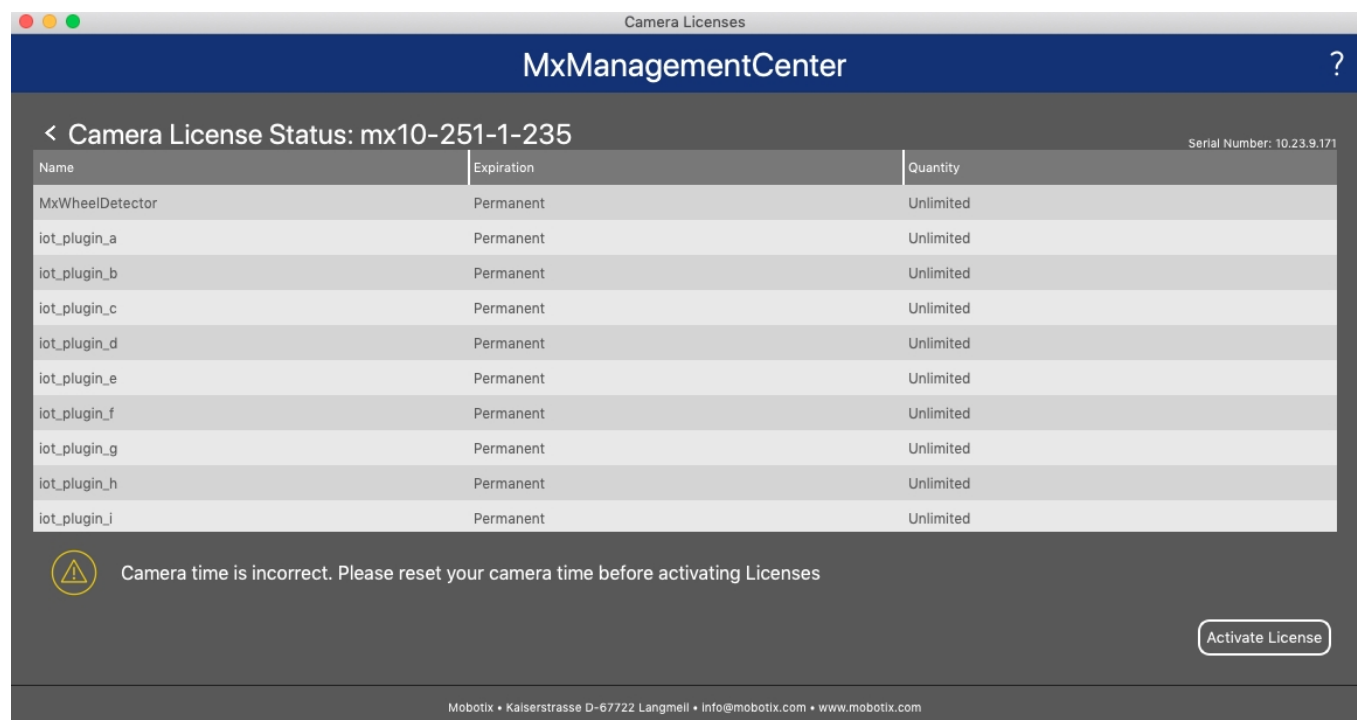 Camera Licenses
MxManagementCenter ?
< Camera License Status: mx10-251-1-235
Serial Number: 10.23.9.171
Name Expiration Quantity
MxWheelDetector Permanent Unlimited
iot_plugin_a Permanent Unlimited
iot_plugin_b Permanent Unlimited
iot_plugin_c Permanent Unlimited
iot_plugin_d Permanent Unlimited
iot_plugin_e Permanent Unlimited
iot_plugin_f Permanent Unlimited
iot_plugin_g Permanent Unlimited
iot_plugin_h Permanent Unlimited
iot_plugin_i Permanent Unlimited
Camera time is incorrect. Please reset your camera time before activating Licenses
Activate License
Mobotix • Kaiserstrasse D-67722 Langmeil • info@mobotix.com • www.mobotix.com